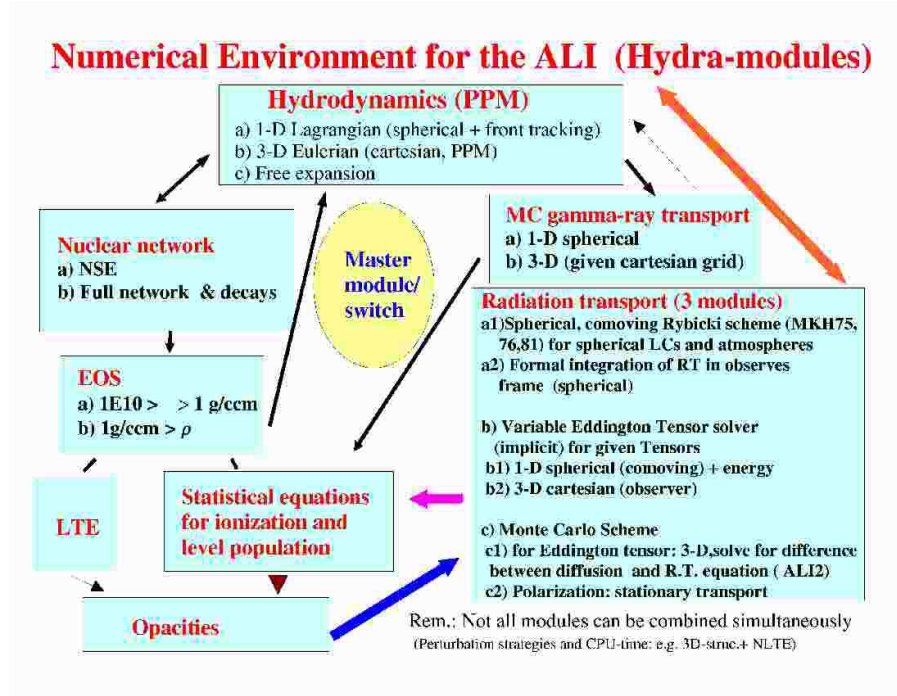 Numerical Environment for the ALI (Hydra-modules)
Hydrodynamics (PPM)
a) 1-D Lagrangian (spherical + front tracking)
b) 3-D Eulerian (cartesian, PPM)
c) Free expansion
Nuclear network
a) NSE
b) Full network & decays
Master
module/
switch
MC gamma-ray transport
a) 1-D spherical
b) 3-D (given cartesian grid)
EOS
a) 1E10 > > 1 g/ccm
b) 1g/ccm > ρ
Radiation transport (3 modules)
a1)Spherical, comoving Rybicki scheme (MKH75,
76,81) for spherical LCs and atmospheres
a2) Formal integration of RT in observes
frame (spherical)
b) Variable Eddington Tensor solver
(implicit) for given Tensors
b1) 1-D spherical (comoving) + energy
b2) 3-D cartesian (observer)
c) Monte Carlo Scheme
c1) for Eddington tensor: 3-D,solve for difference
between diffusion and R.T. equation ( ALI2)
c2) Polarization: stationary transport
LTE
Statistical equations
for ionization and
level population
Opacities
Rem.: Not all modules can be combined simultaneously
(Perturbation strategies and CPU-time: e.g. 3D-struc.+ NLTE)